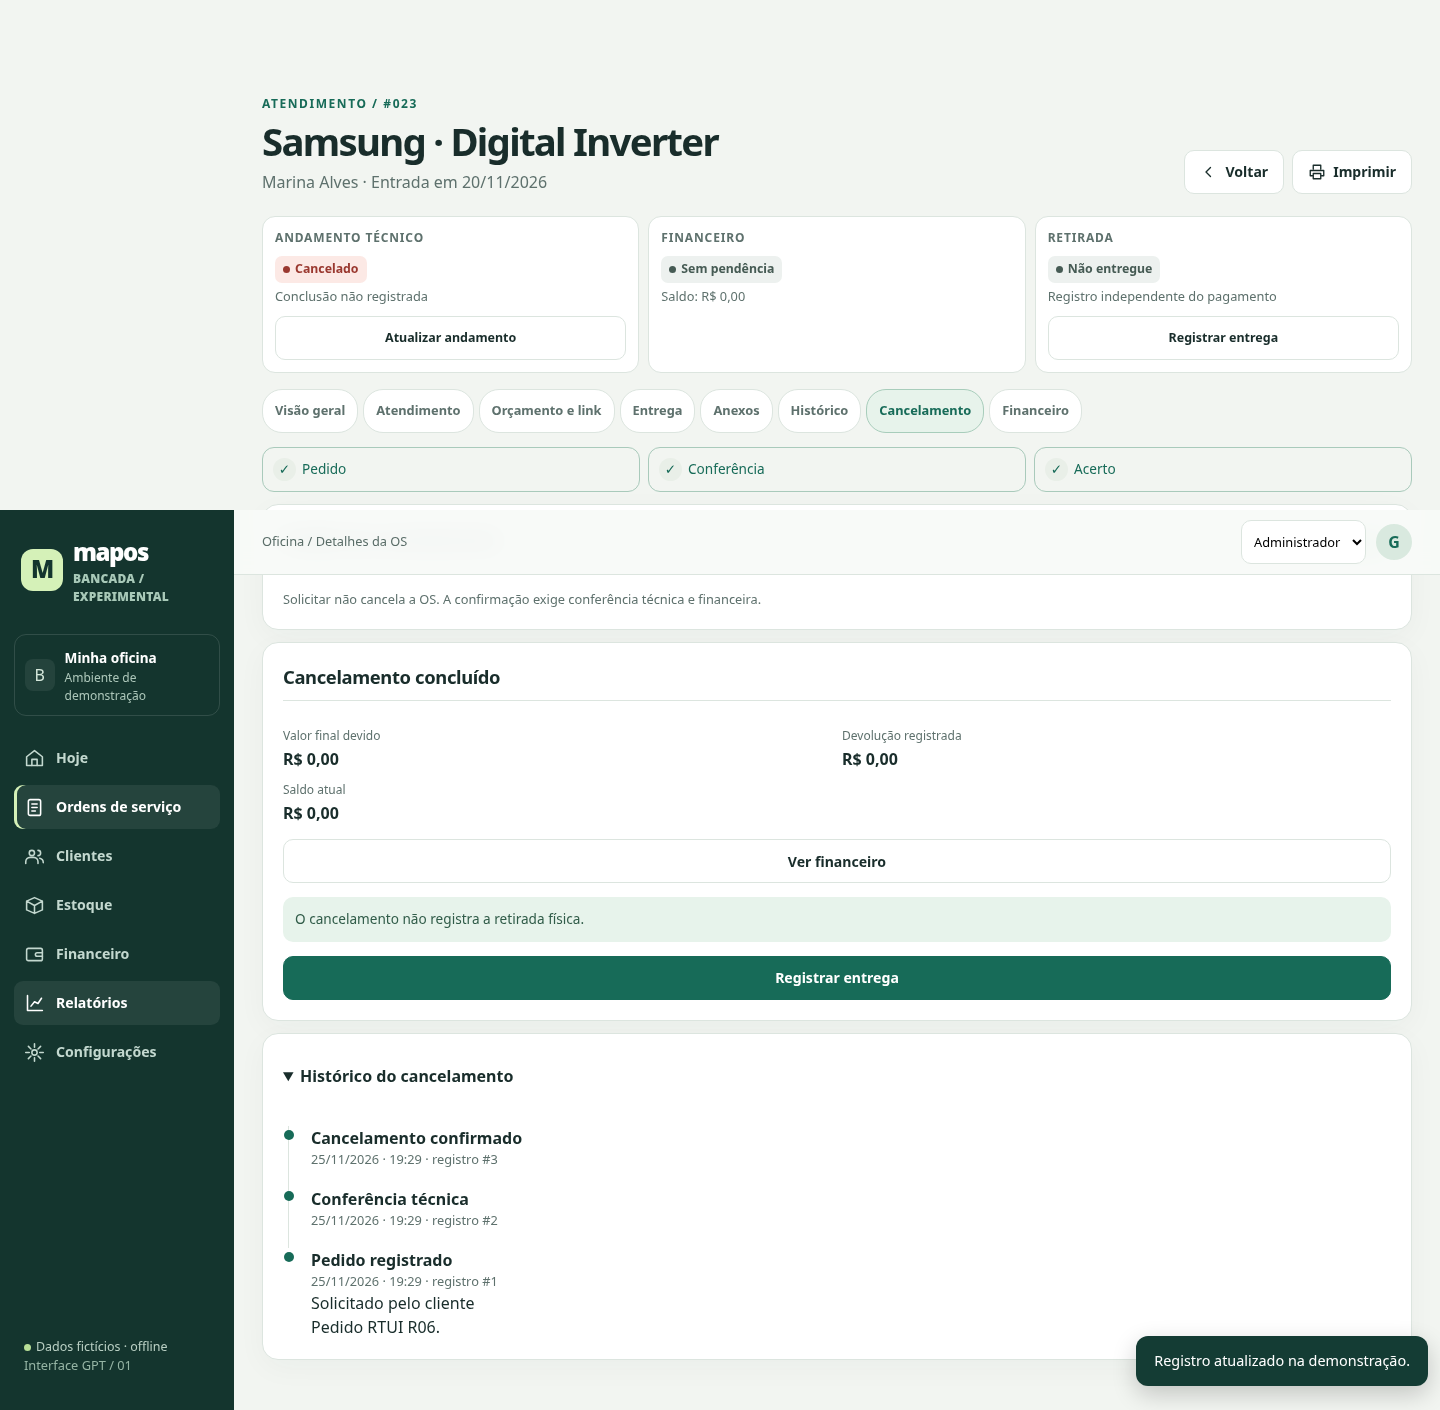 ATENDIMENTO / #023
Samsung · Digital Inverter
Marina Alves · Entrada em 20/11/2026
Voltar
Imprimir
ANDAMENTO TÉCNICO
Cancelado
Conclusão não registrada
Atualizar andamento
FINANCEIRO
Sem pendência
Saldo: R$ 0,00
RETIRADA
Não entregue
Registro independente do pagamento
Registrar entrega
Visão geral
Atendimento
Orçamento e link
Entrega
Anexos
Histórico
Cancelamento
Financeiro
✓ Pedido
✓ Conferência
✓ Acerto
M
mapos
BANCADA /
EXPERIMENTAL
B
Minha oficina
Ambiente de
demonstração
Hoje
Ordens de serviço
Clientes
Estoque
Financeiro
Relatórios
Configurações
Dados fictícios · offline
Interface GPT / 01
Oficina / Detalhes da OS
Administrador
G
Solicitar não cancela a OS. A confirmação exige conferência técnica e financeira.
Cancelamento concluído
Valor final devido
R$ 0,00
Devolução registrada
R$ 0,00
Saldo atual
R$ 0,00
Ver financeiro
O cancelamento não registra a retirada física.
Registrar entrega
Histórico do cancelamento
Cancelamento confirmado
25/11/2026 · 19:29 · registro #3
Conferência técnica
25/11/2026 · 19:29 · registro #2
Pedido registrado
25/11/2026 · 19:29 · registro #1
Solicitado pelo cliente
Pedido RTUI R06.
Registro atualizado na demonstração.